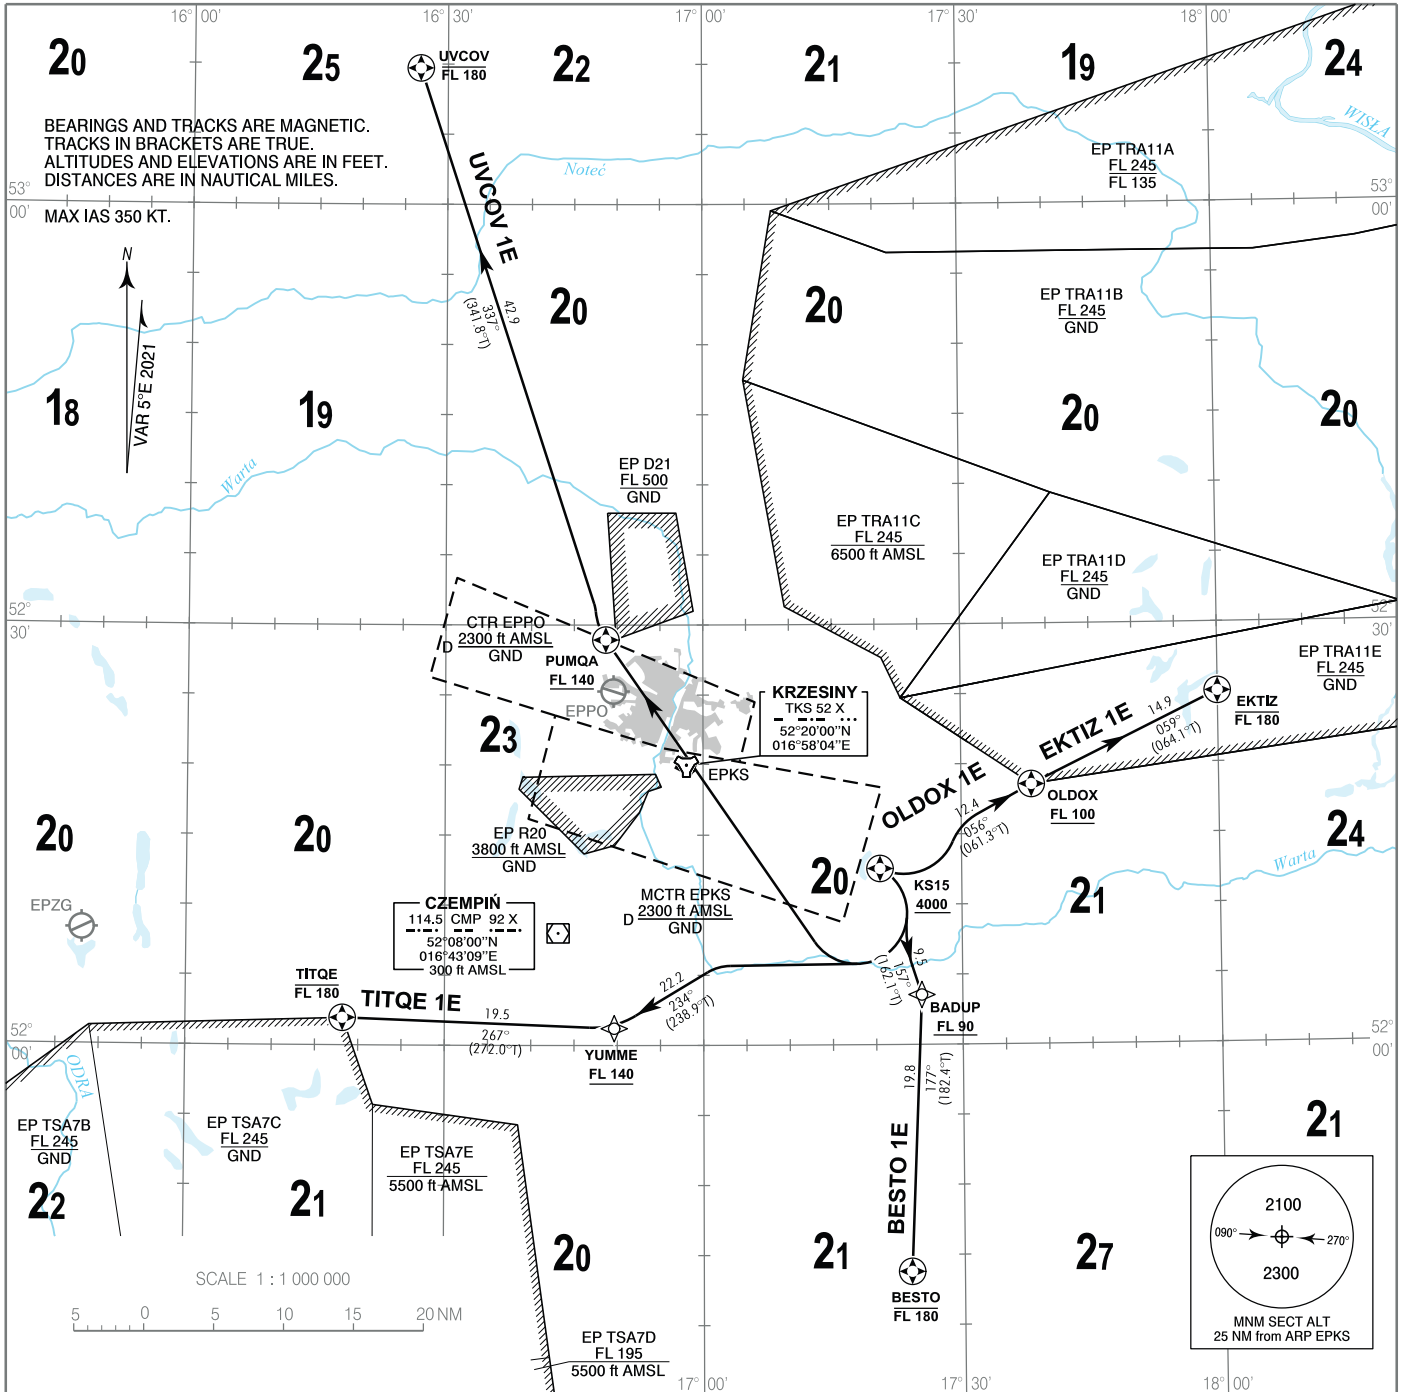 16° 00'
16° 30'
17° 00'
17° 30'
18° 00'
20
25
22
21
19
24
UVCOV
FL 180
BEARINGS AND TRACKS ARE MAGNETIC.
TRACKS IN BRACKETS ARE TRUE.
ALTITUDES AND ELEVATIONS ARE IN FEET.
DISTANCES ARE IN NAUTICAL MILES.
MAX IAS 350 KT.
WISŁA
Noteć
53°
00'
53°
00'
EP TRA11A
FL 245
FL 135
UVCOV 1E
N
VAR 5°E 2021
42.9
337°
(341.8°T)
20
20
EP TRA11B
FL 245
GND
18
19
20
20
Warta
EP D21
FL 500
GND
EP TRA11C
FL 245
6500 ft AMSL
EP TRA11D
FL 245
GND
52°
30'
52°
30'
CTR EPPO
D 2300 ft AMSL
GND
PUMQA
FL 140
EPPO
EP TRA11E
FL 245
GND
KRZESINY
TKS 52 X
52°20'00"N
016°58'04"E
EPKS
EKTIZ 1E
14.9
059°
(064.1°T)
EKTIZ
FL 180
23
OLDOX 1E
12.4
056°
(061.3°T)
OLDOX
FL 100
20
20
EP R20
3800 ft AMSL
GND
20
24
Warta
KS15
4000
21
MCTR EPKS
D 2300 ft AMSL
GND
EPZG
CZEMPIŃ
114.5 CMP 92 X
52°08'00"N
016°43'09"E
300 ft AMSL
9.5
157°
(162.1°T)
TITQE
FL 180
TITQE 1E
19.5
267°
(272.0°T)
22.2
234°
(238.9°T)
BADUP
FL 90
YUMME
FL 140
52°
00'
52°
00'
ODRA
19.8
177°
(182.4°T)
EP TSA7B
FL 245
GND
EP TSA7C
FL 245
GND
EP TSA7E
FL 245
5500 ft AMSL
21
22
21
BESTO 1E
20
21
27
2100
090°
270°
2300
MNM SECT ALT
25 NM from ARP EPKS
SCALE 1 : 1 000 000
5 0 5 10 15 20 NM
BESTO
FL 180
EP TSA7D
FL 195
5500 ft AMSL
17° 00'
17° 30'
18° 00'